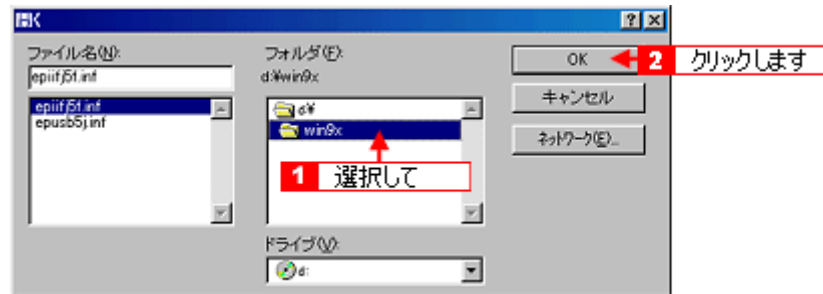 開く
ファイル名(N):
epiifj5f.inf
epiifj5f.inf
epusb5j.inf
フォルダ(F):
d:¥win9x
d:¥
win9x
1 選択して
ドライブ(V):
d:
OK
2 クリックします
キャンセル
ネットワーク(E)...